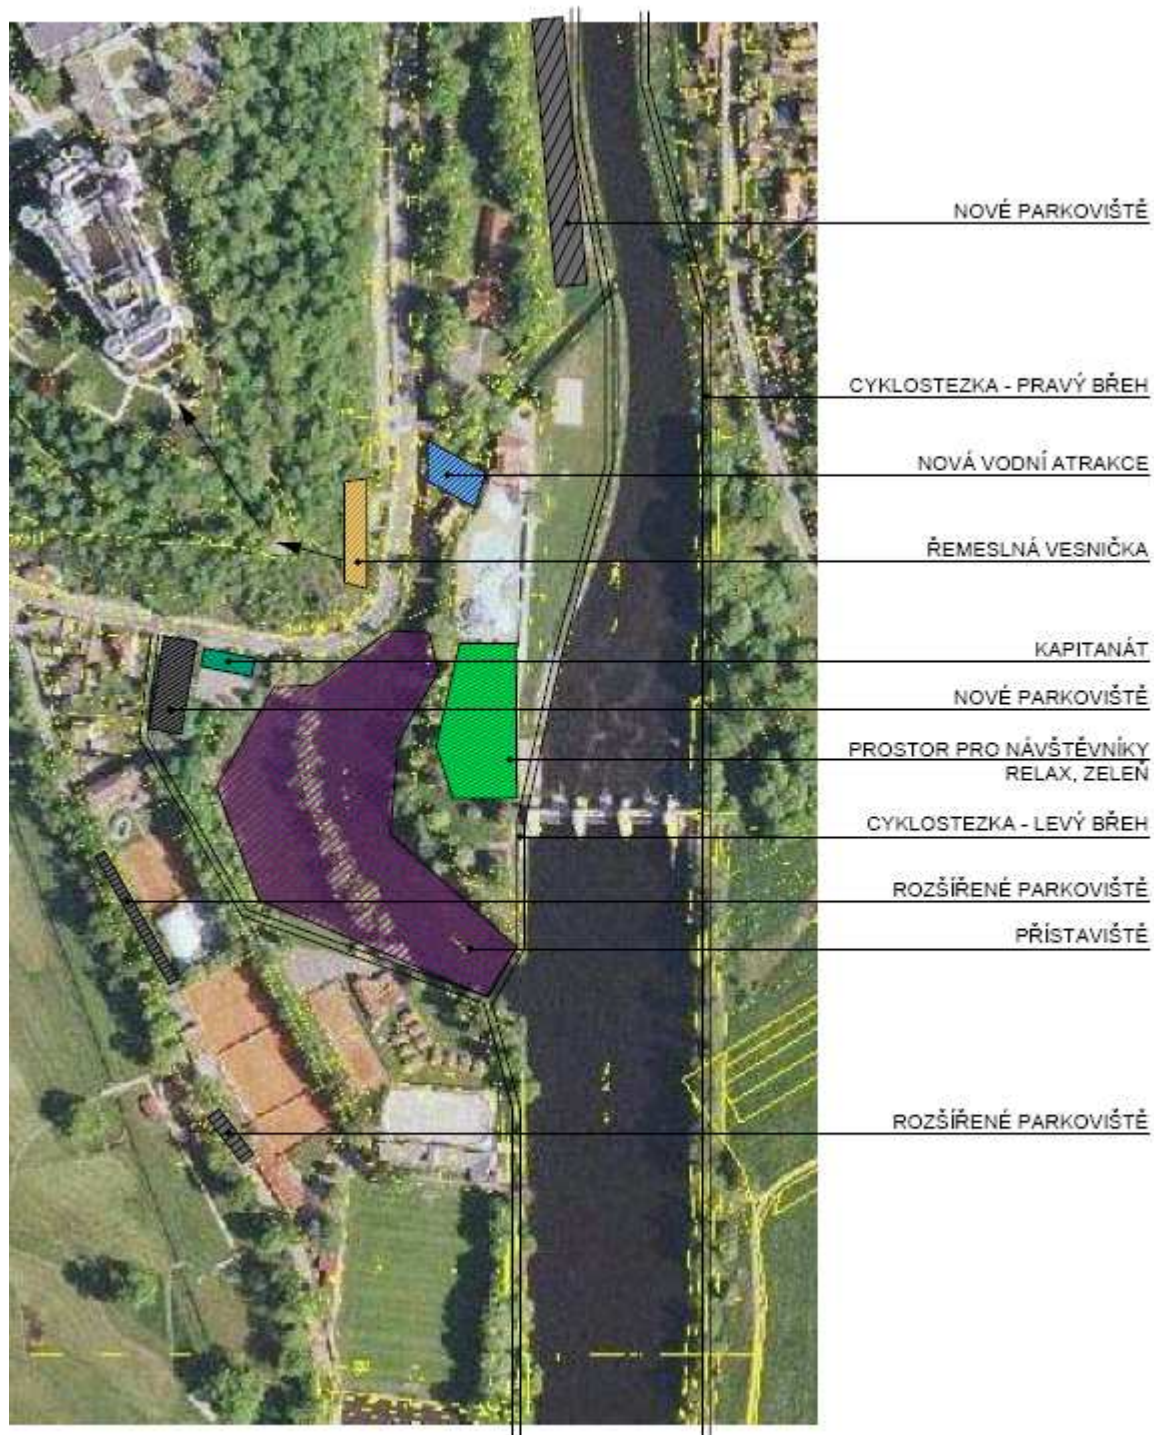 NOVÉ PARKOVIŠTĚ
CYKLOSTEZKA - PRAVÝ BŘEH
NOVÁ VODNÍ ATRAKCE
ŘEMESLNÁ VESNIČKA
KAPITANÁT
NOVÉ PARKOVIŠTĚ
PROSTOR PRO NÁVŠTĚVNÍKY
RELAX, ZELEŇ
CYKLOSTEZKA - LEVÝ BŘEH
ROZŠÍŘENÉ PARKOVIŠTĚ
PŘÍSTAVIŠTĚ
ROZŠÍŘENÉ PARKOVIŠTĚ